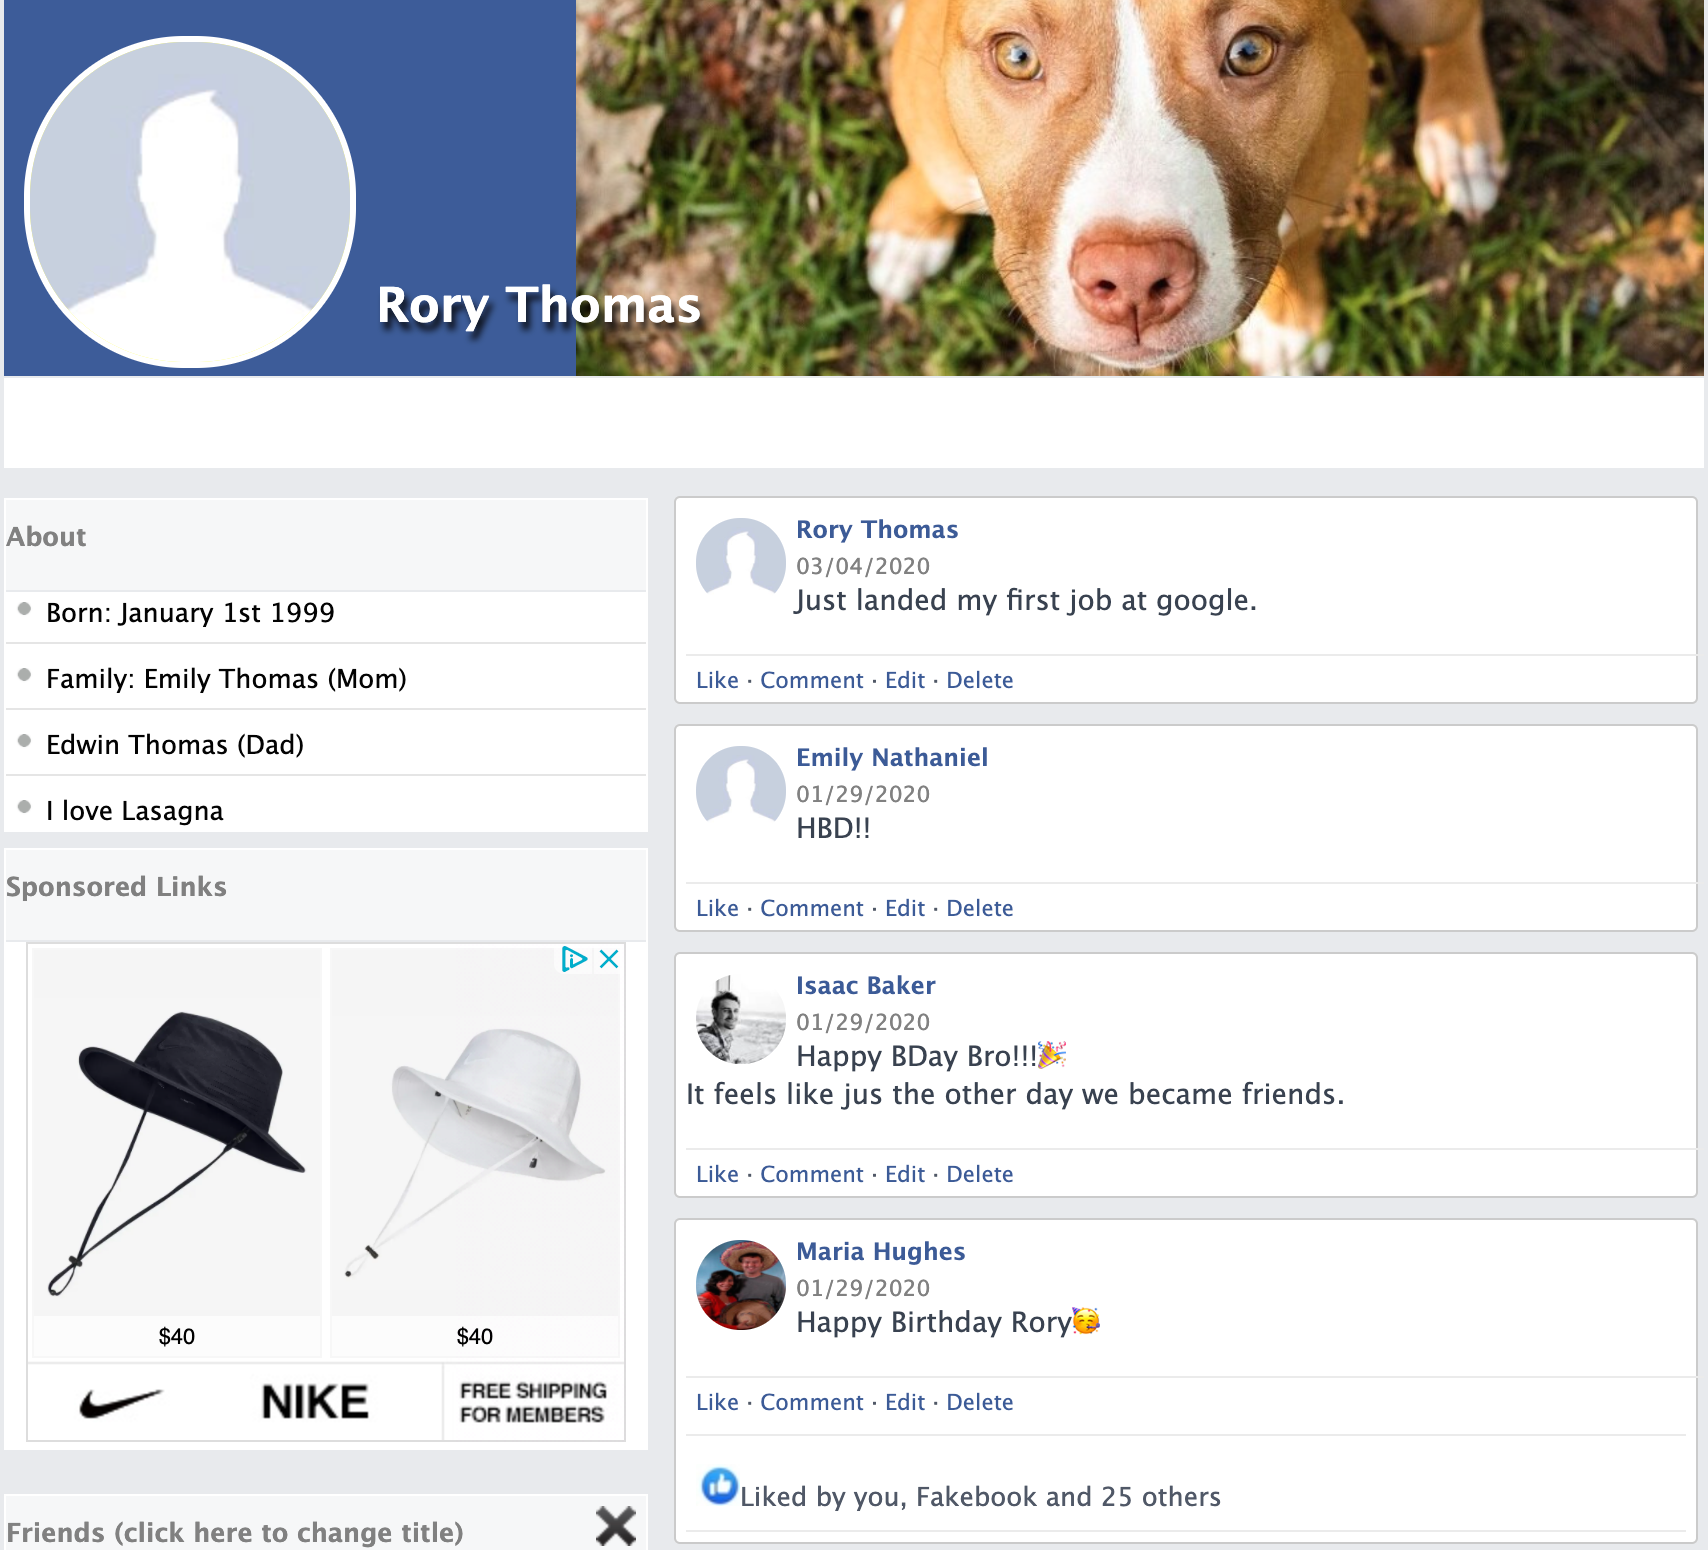 Rory Thomas
About
Born: January 1st 1999
Family: Emily Thomas (Mom)
Edwin Thomas (Dad)
I love Lasagna
Sponsored Links
$40
$40
NIKE
FREE SHIPPING
FOR MEMBERS
Friends (click here to change title)
Rory Thomas
03/04/2020
Just landed my first job at google.
Like · Comment · Edit · Delete
Emily Nathaniel
01/29/2020
HBD!!
Like · Comment · Edit · Delete
Isaac Baker
01/29/2020
Happy BDay Bro!!!🎉
It feels like jus the other day we became friends.
Like · Comment · Edit · Delete
Maria Hughes
01/29/2020
Happy Birthday Rory🥳
Like · Comment · Edit · Delete
Liked by you, Fakebook and 25 others